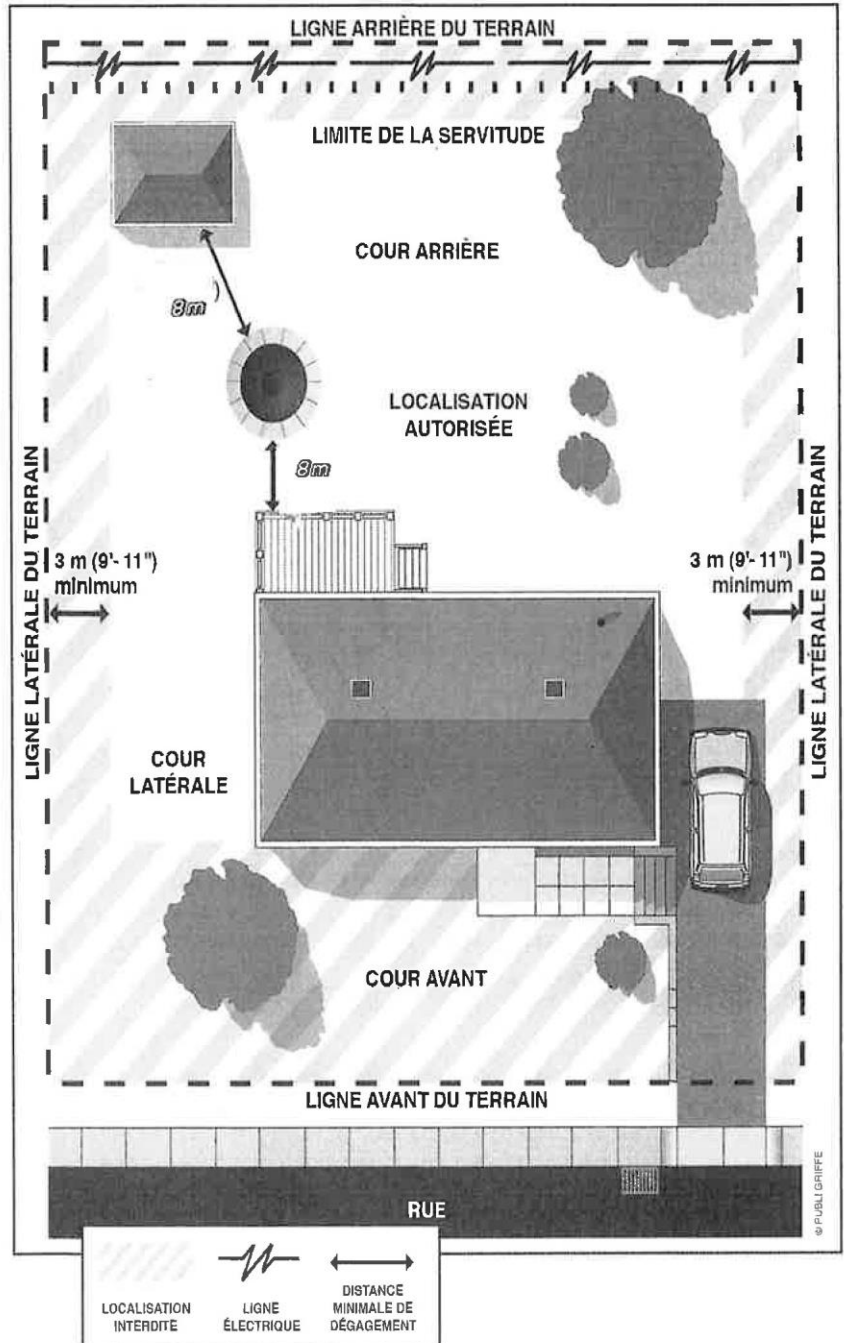 LIGNE ARRIÈRE DU TERRAIN
LIMITE DE LA SERVITUDE
COUR ARRIÈRE
8m )
LOCALISATION
AUTORISÉE
8m
LIGNE LATÉRALE DU TERRAIN
3 m (9'- 11")
minimum
3 m (9'- 11")
minimum
LIGNE LATÉRALE DU TERRAIN
COUR
LATÉRALE
COUR AVANT
LIGNE AVANT DU TERRAIN
RUE
© PUBLI GRIFFE
LOCALISATION
INTERDITE
LIGNE
ÉLECTRIQUE
DISTANCE
MINIMALE DE
DÉGAGEMENT